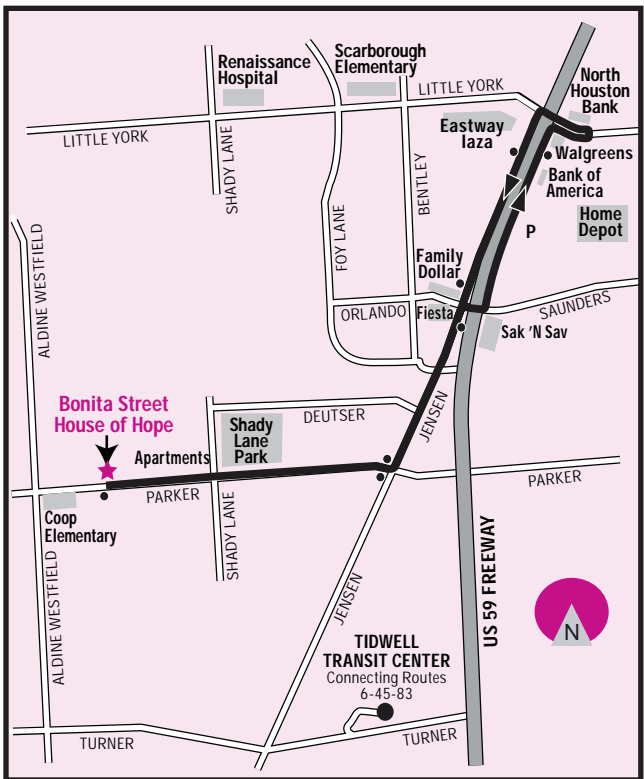 Renaissance
Hospital
Scarborough
Elementary
LITTLE YORK
North
Houston
Bank
LITTLE YORK
Eastway
laza
Walgreens
Bank of
America
Home
Depot
P
SHADY LANE
FOY LANE
BENTLEY
ALDINE WESTFIELD
Family
Dollar
ORLANDO
Fiesta
SAUNDERS
Sak 'N Sav
Bonita Street
House of Hope
DEUTSER
JENSEN
Apartments
Shady
Lane
Park
PARKER
PARKER
Coop
Elementary
SHADY LANE
ALDINE WESTFIELD
JENSEN
US 59 FREEWAY
N
TIDWELL
TRANSIT CENTER
Connecting Routes
6-45-83
TURNER
TURNER